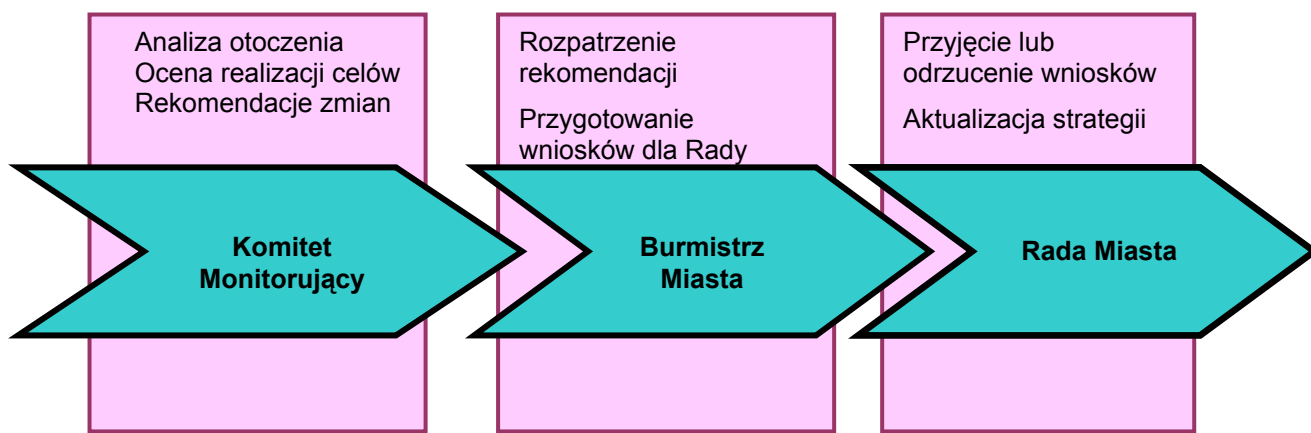 Analiza otoczenia
Ocena realizacji celów
Rekomendacje zmian
Komitet
Monitorujący
Rozpatrzenie
rekomendacji
Przygotowanie
wniosków dla Rady
Burmistrz
Miasta
Przyjęcie lub
odrzucenie wniosków
Aktualizacja strategii
Rada Miasta